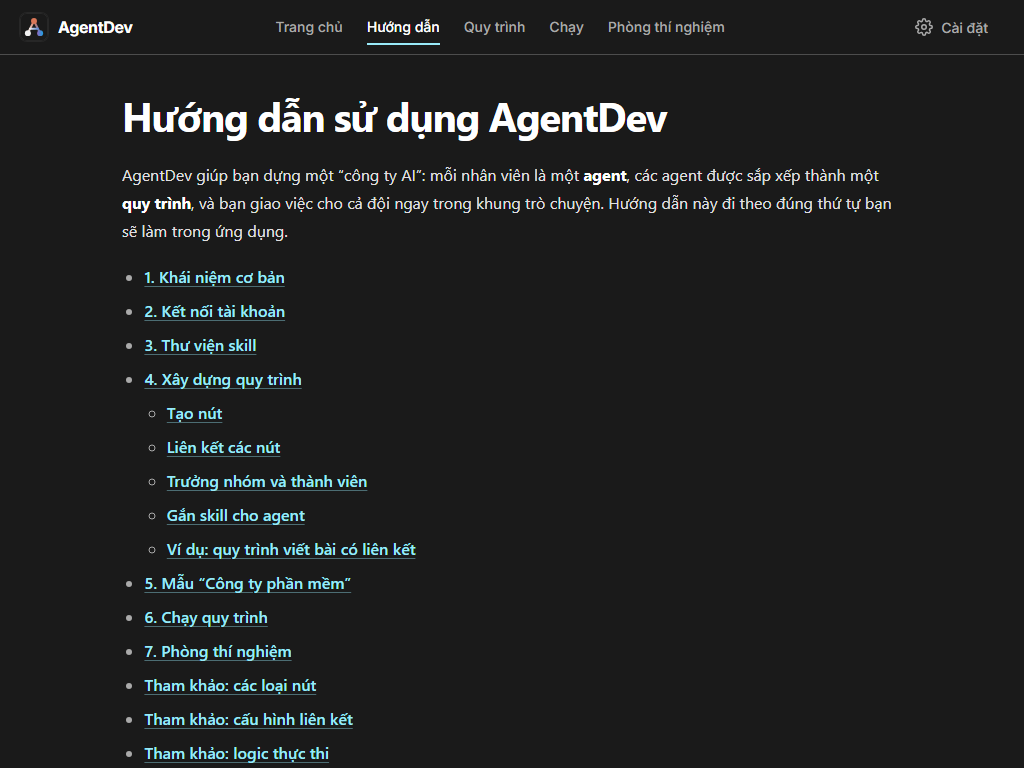 AgentDev
Trang chủ
Hướng dẫn
Quy trình
Chạy
Phòng thí nghiệm
Cài đặt
Hướng dẫn sử dụng AgentDev
AgentDev giúp bạn dựng một “công ty AI”: mỗi nhân viên là một agent, các agent được sắp xếp thành một
quy trình, và bạn giao việc cho cả đội ngay trong khung trò chuyện. Hướng dẫn này đi theo đúng thứ tự bạn
sẽ làm trong ứng dụng.
1. Khái niệm cơ bản
2. Kết nối tài khoản
3. Thư viện skill
4. Xây dựng quy trình
Tạo nút
Liên kết các nút
Trưởng nhóm và thành viên
Gắn skill cho agent
Ví dụ: quy trình viết bài có liên kết
5. Mẫu “Công ty phần mềm”
6. Chạy quy trình
7. Phòng thí nghiệm
Tham khảo: các loại nút
Tham khảo: cấu hình liên kết
Tham khảo: logic thực thi